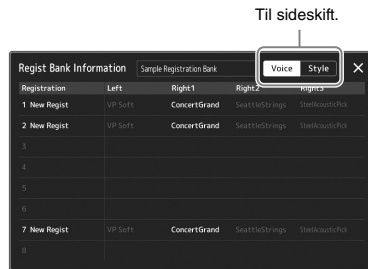 Til sideskift.
Regist Bank Information Sample Registration Bank Voice Style
Registration Left Right1 Right2 Right3
1 New Regist VP Soft ConcertGrand SeattleStrings SteelAcousticPick
2 New Regist VP Soft ConcertGrand SeattleStrings SteelAcousticPick
3
4
5
6
7 New Regist VP Soft ConcertGrand SeattleStrings SteelAcousticPick
8